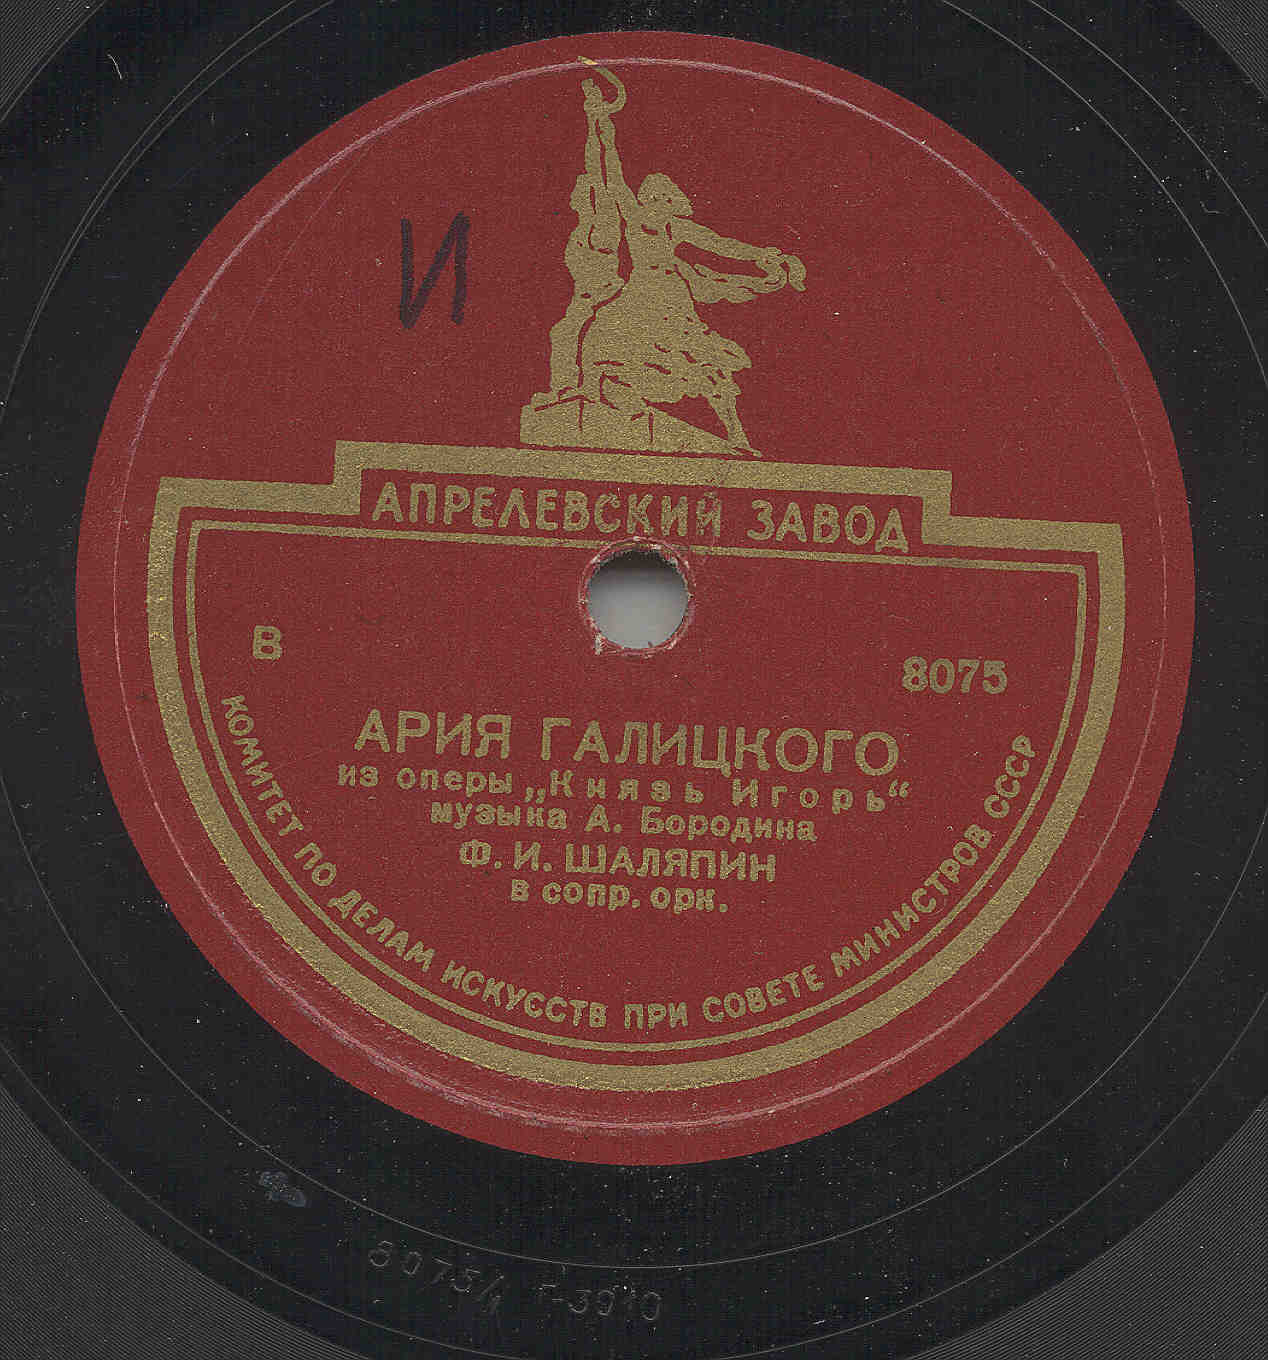 И
АПРЕЛЕВСКИЙ ЗАВОД
В
8075
АРИЯ ГАЛИЦКОГО
из оперы „Князь Игорь“
музыка А. Бородина
Ф. И. ШАЛЯПИН
в сопр. орк.
КОМИТЕТ ПО ДЕЛАМ ИСКУССТВ ПРИ СОВЕТЕ МИНИСТРОВ СССР